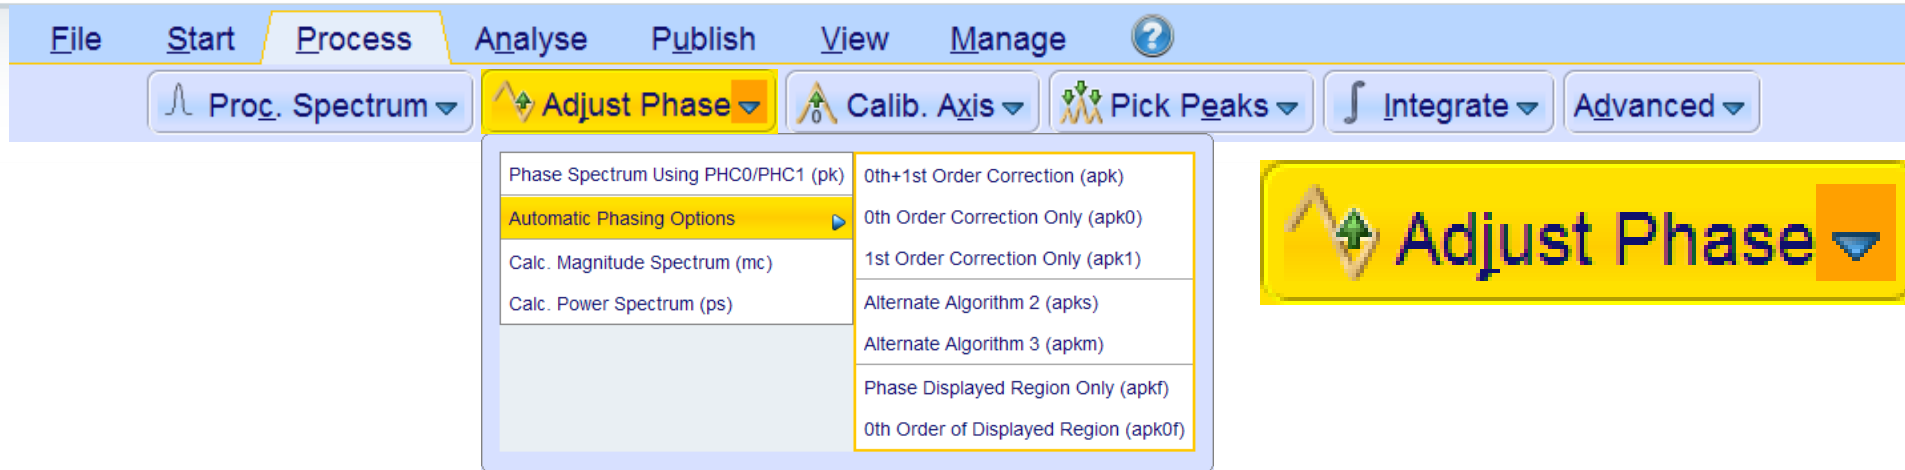 File Start Process Analyse Publish View Manage ?
Proc. Spectrum Adjust Phase Calib. Axis Pick Peaks Integrate Advanced
Phase Spectrum Using PHC0/PHC1 (pk)
Automatic Phasing Options
Calc. Magnitude Spectrum (mc)
Calc. Power Spectrum (ps)
0th+1st Order Correction (apk)
0th Order Correction Only (apk0)
1st Order Correction Only (apk1)
Alternate Algorithm 2 (apks)
Alternate Algorithm 3 (apkm)
Phase Displayed Region Only (apkf)
0th Order of Displayed Region (apk0f)
Adjust Phase